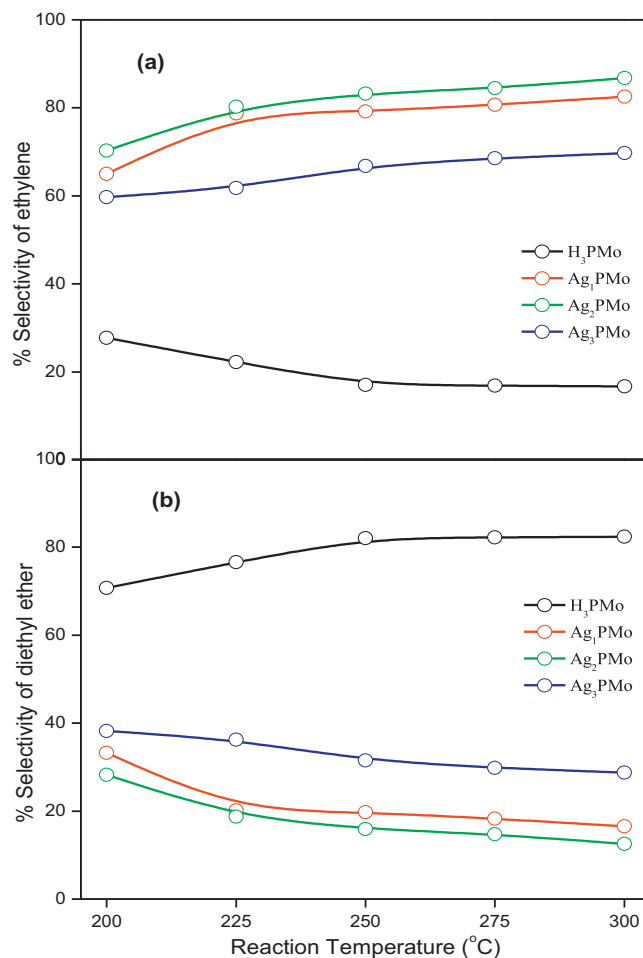 100
(a)
80
60
40
20
0
% Selectivity of ethylene
H₃PMo
Ag₁PMo
Ag₂PMo
Ag₃PMo
100
(b)
80
60
40
20
0
% Selectivity of diethyl ether
H₃PMo
Ag₁PMo
Ag₂PMo
Ag₃PMo
200 225 250 275 300
Reaction Temperature (°C)